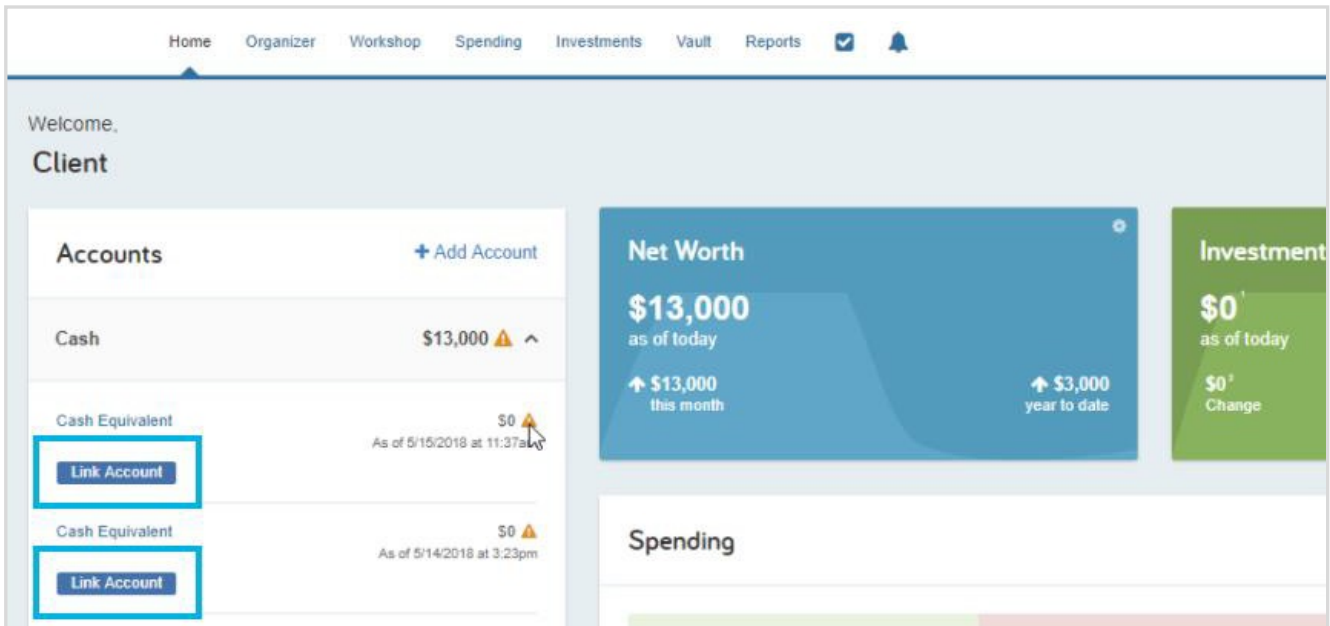 Home Organizer Workshop Spending Investments Vault Reports
Welcome,
Client
Accounts + Add Account
Cash $13,000
Cash Equivalent $0
As of 5/15/2018 at 11:37a
Link Account
Cash Equivalent $0
As of 5/14/2018 at 3:23pm
Link Account
Net Worth
$13,000
as of today
$13,000
this month
$3,000
year to date
Investment
$0 1
as of today
$0 2
Change
Spending